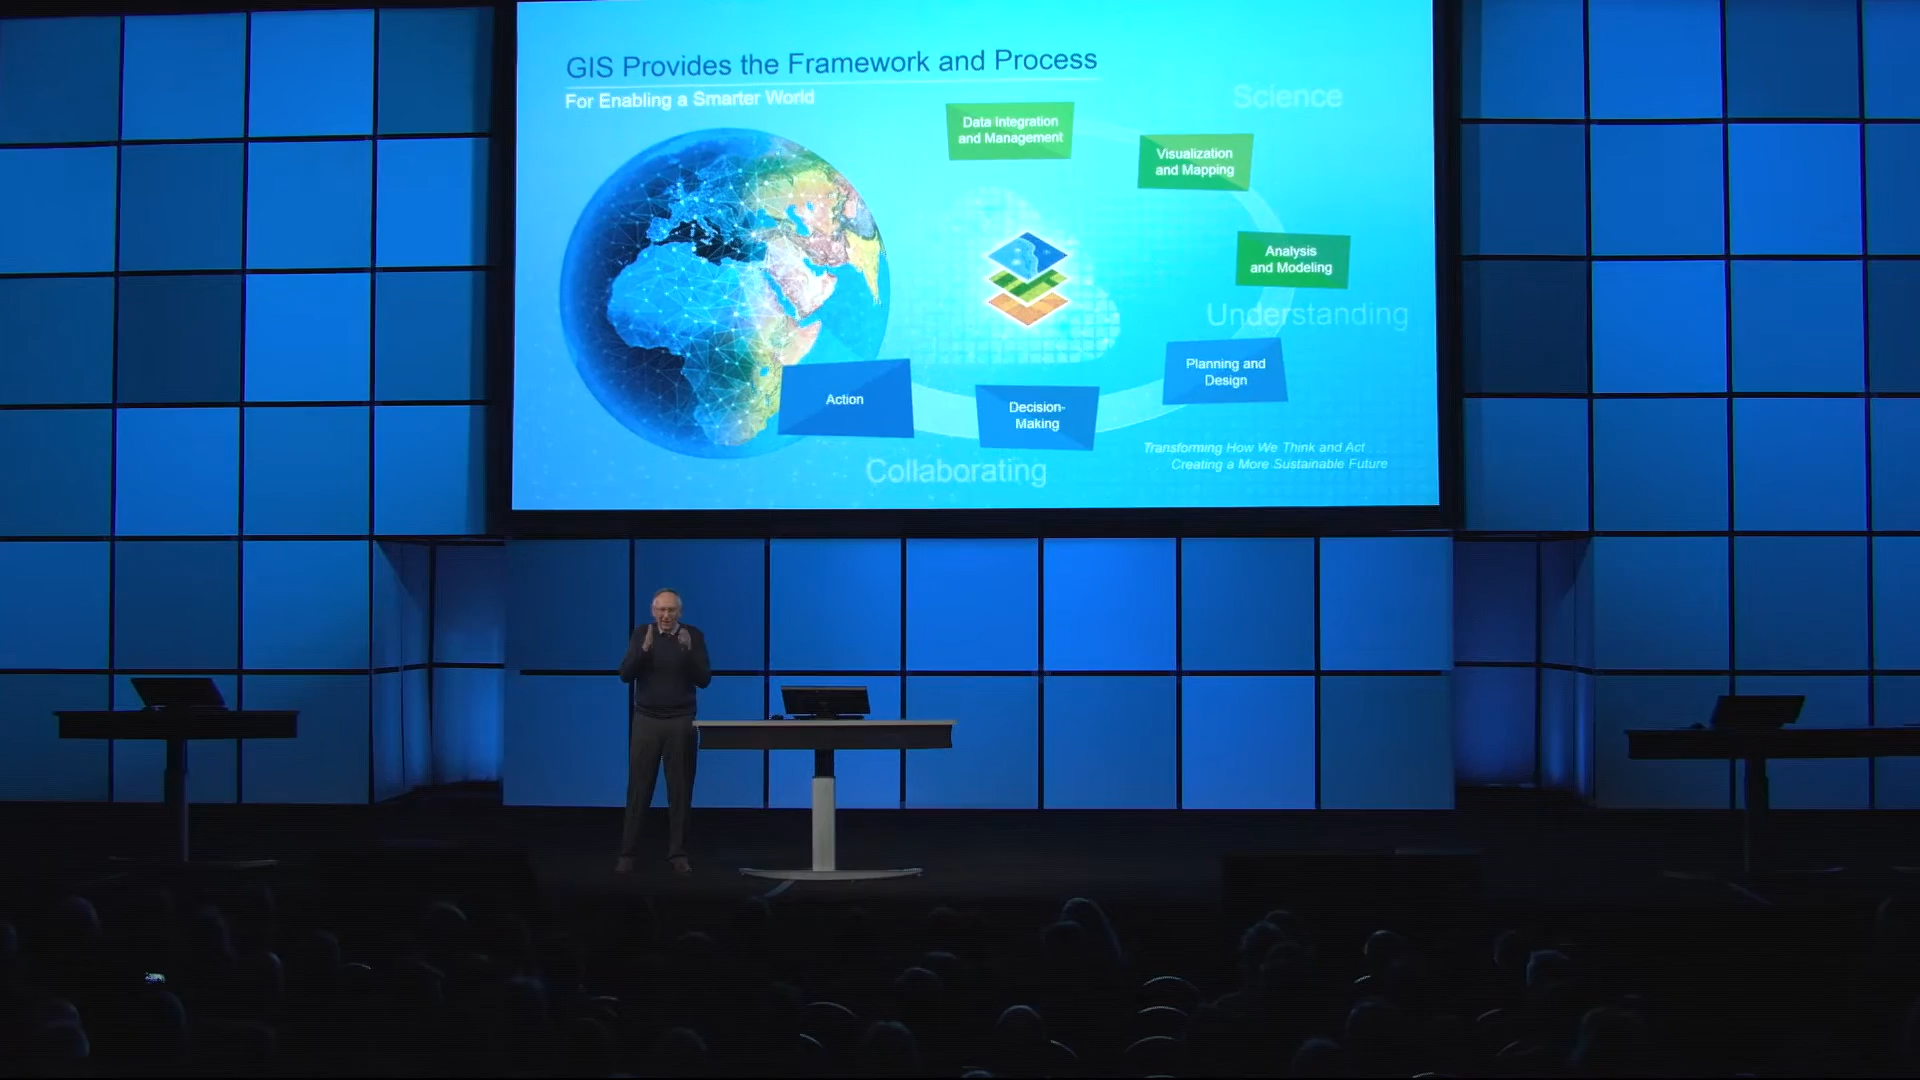 GIS Provides the Framework and Process
For Enabling a Smarter World
Science
Data Integration
and Management
Visualization
and Mapping
Analysis
and Modeling
Understanding
Planning and
Design
Action
Decision-
Making
Collaborating
Transforming How We Think and Act . . .
Creating a More Sustainable Future